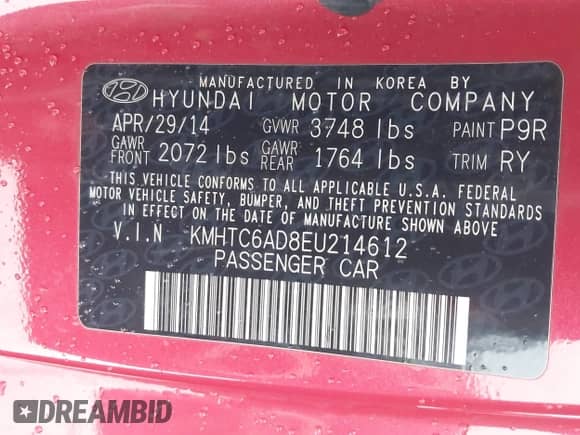 MANUFACTURED IN KOREA BY
HYUNDAI MOTOR COMPANY
APR/29/14 GVWR 3748 lbs PAINT P9R
GAWR FRONT 2072 lbs GAWR REAR 1764 lbs TRIM RY
THIS VEHICLE CONFORMS TO ALL APPLICABLE U.S.A. FEDERAL
MOTOR VEHICLE SAFETY, BUMPER, AND THEFT PREVENTION STANDARDS
IN EFFECT ON THE DATE OF MANUFACTURE SHOWN ABOVE.
V.I.N KMHTC6AD8EU214612
PASSENGER CAR
DREAMBID